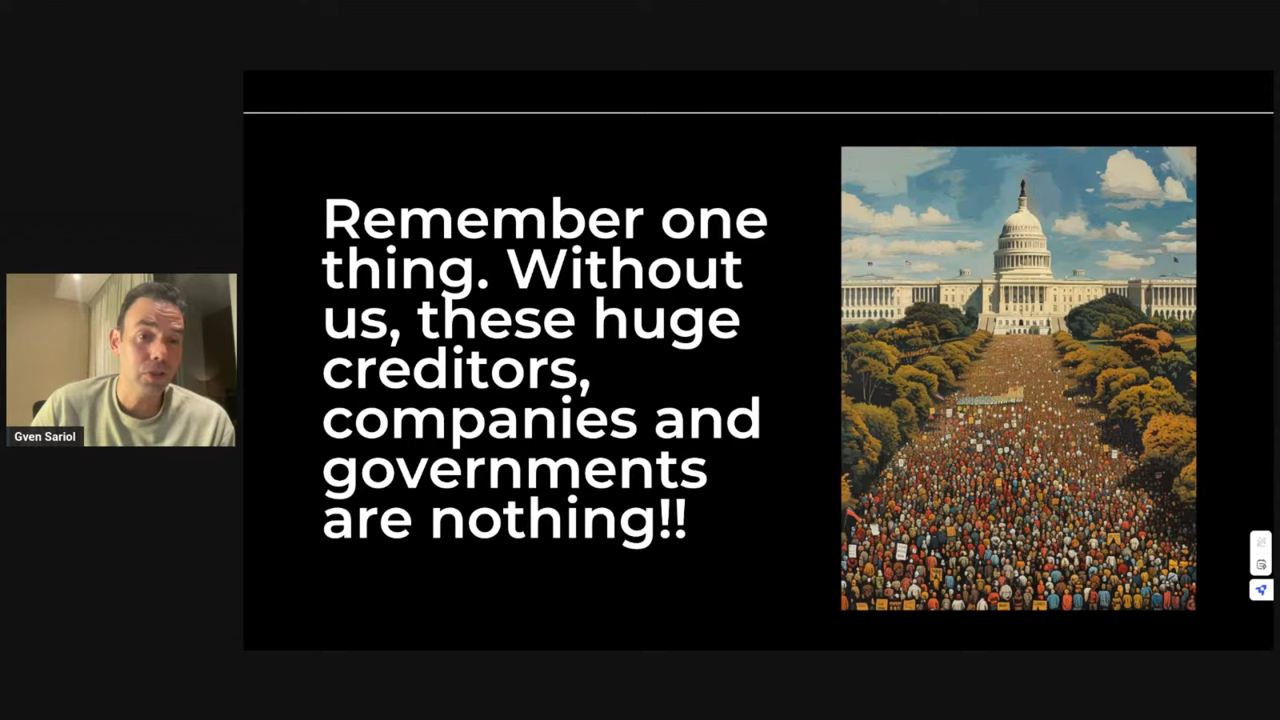 Remember one
thing. Without
us, these huge
creditors,
companies and
governments
are nothing!!
Gven Sariol